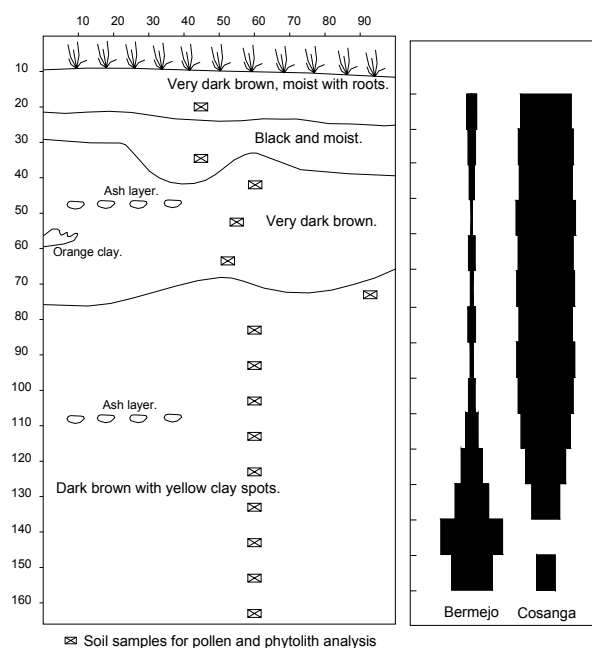 10 20 30 40 50 60 70 80 90
10
Very dark brown, moist with roots.
20
Black and moist.
30
40
Ash layer.
50
Very dark brown.
Orange clay.
60
70
80
90
100
Ash layer.
110
120
Dark brown with yellow clay spots.
130
140
150
160
Bermejo Cosanga
Soil samples for pollen and phytolith analysis